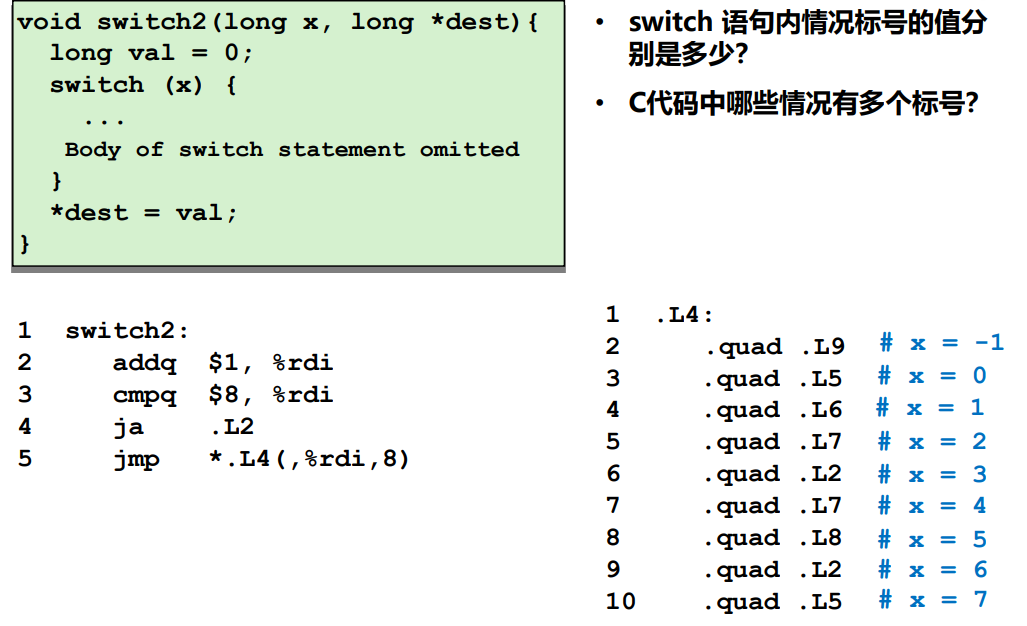 void switch2(long x, long *dest){
long val = 0;
switch (x) {
...
Body of switch statement omitted
}
*dest = val;
}
• switch 语句内情况标号的值分
别是多少？
• C代码中哪些情况有多个标号？
1 switch2:
2 addq $1, %rdi
3 cmpq $8, %rdi
4 ja .L2
5 jmp *.L4(,%rdi,8)
1 .L4:
2 .quad .L9 # x = -1
3 .quad .L5 # x = 0
4 .quad .L6 # x = 1
5 .quad .L7 # x = 2
6 .quad .L2 # x = 3
7 .quad .L7 # x = 4
8 .quad .L8 # x = 5
9 .quad .L2 # x = 6
10 .quad .L5 # x = 7